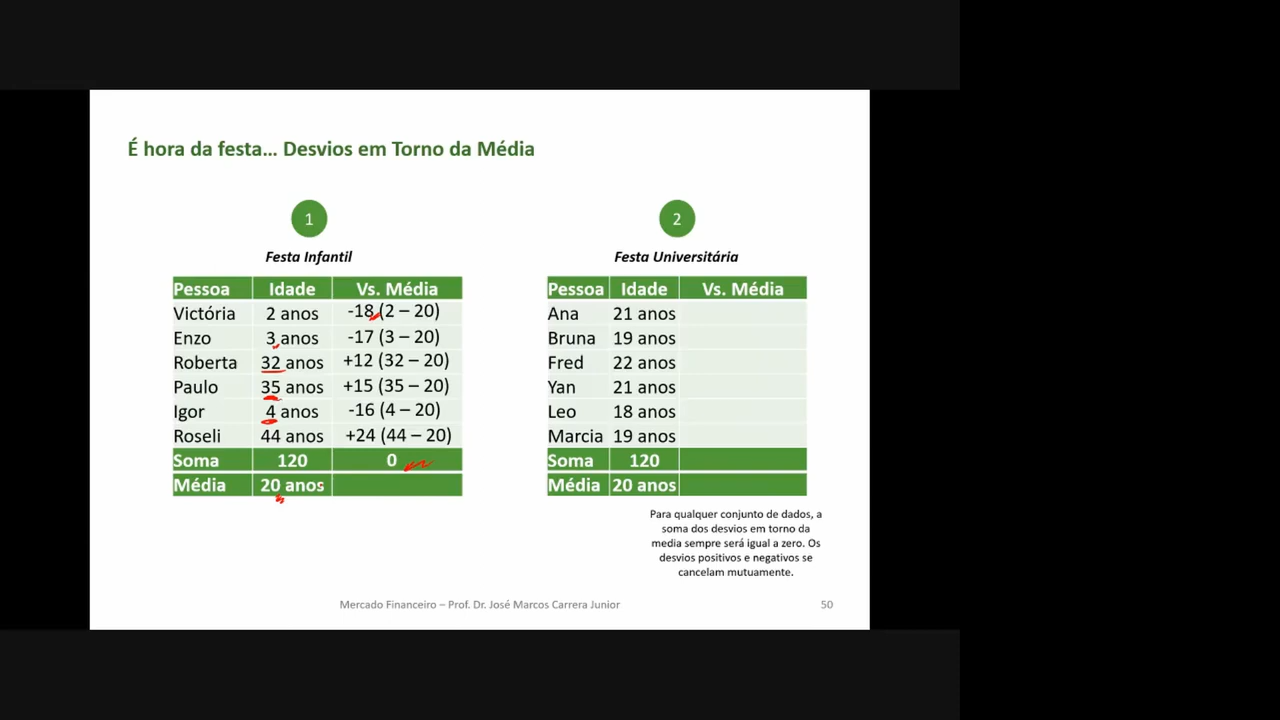 É hora da festa... Desvios em Torno da Média
1
Festa Infantil
Pessoa Idade Vs. Média
Victória 2 anos -18 (2 – 20)
Enzo 3 anos -17 (3 – 20)
Roberta 32 anos +12 (32 – 20)
Paulo 35 anos +15 (35 – 20)
Igor 4 anos -16 (4 – 20)
Roseli 44 anos +24 (44 – 20)
Soma 120 0
Média 20 anos
2
Festa Universitária
Pessoa Idade Vs. Média
Ana 21 anos
Bruna 19 anos
Fred 22 anos
Yan 21 anos
Leo 18 anos
Marcia 19 anos
Soma 120
Média 20 anos
Para qualquer conjunto de dados, a
soma dos desvios em torno da
media sempre será igual a zero. Os
desvios positivos e negativos se
cancelam mutuamente.
Mercado Financeiro – Prof. Dr. José Marcos Carrera Junior
50